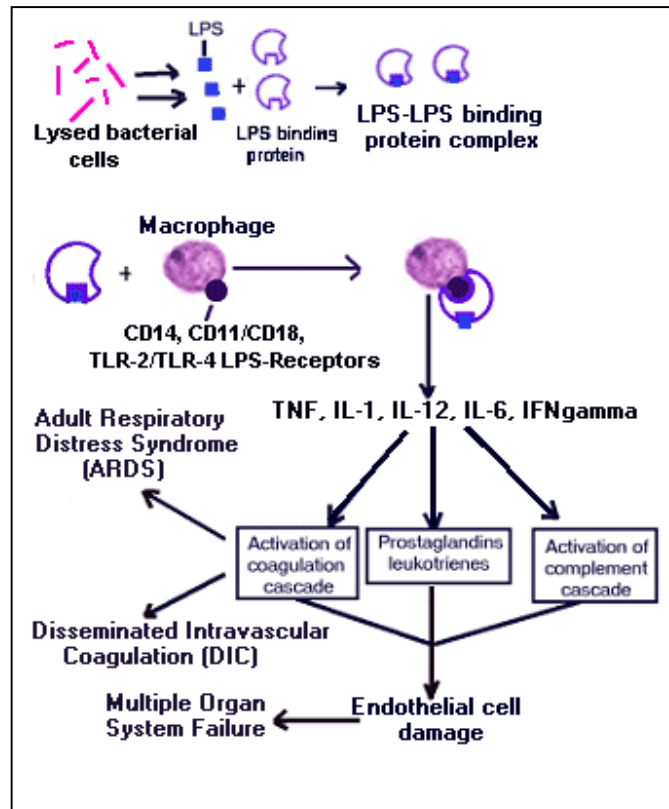 LPS
+
Lysed bacterial
cells
LPS binding
protein
LPS-LPS binding
protein complex
Macrophage
+
CD14, CD11/CD18,
TLR-2/TLR-4 LPS-Receptors
TNF, IL-1, IL-12, IL-6, IFNgamma
Adult Respiratory
Distress Syndrome
(ARDS)
Activation of
coagulation
cascade
Prostaglandins
leukotrienes
Activation of
complement
cascade
Disseminated Intravascular
Coagulation (DIC)
Multiple Organ
System Failure
Endothelial cell
damage